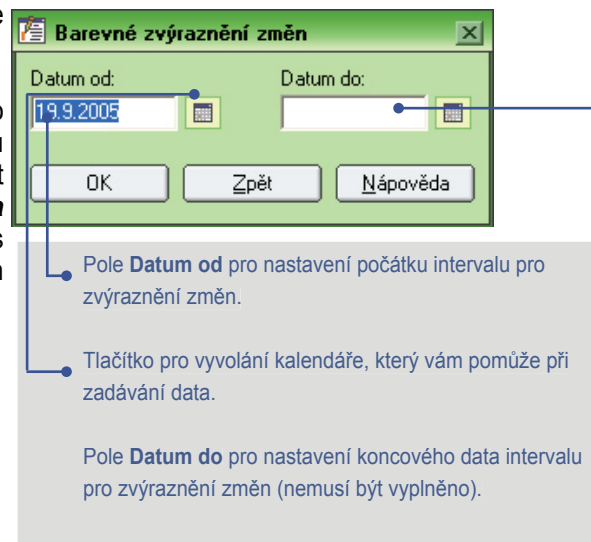 Barevné zvýraznění změn
Datum od: Datum do:
19.9.2005
OK Zpět Nápověda
Pole Datum od pro nastavení počátku intervalu pro
zvýraznění změn.
Tlačítko pro vyvolání kalendáře, který vám pomůže při
zadávání data.
Pole Datum do pro nastavení koncového data intervalu
pro zvýraznění změn (nemusí být vyplněno).